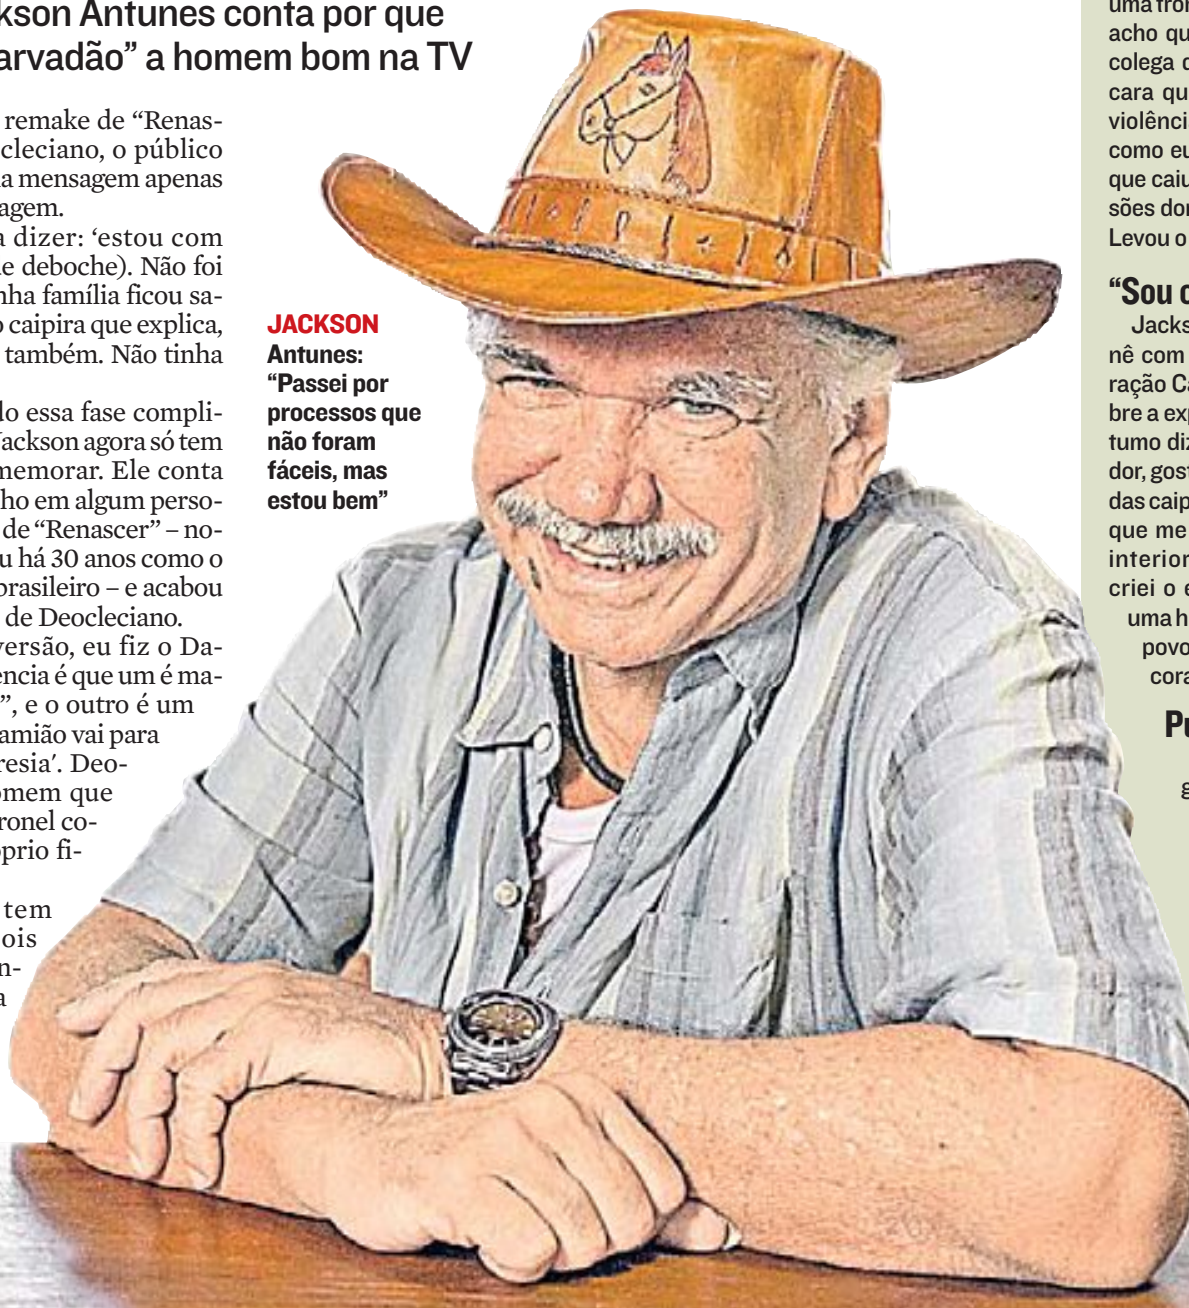 kson Antunes conta por que
arvadão” a homem bom na TV
remake de “Renas-
cleciano, o público
a mensagem apenas
agem.
a dizer: ‘estou com
e deboche). Não foi
nha família ficou sa-
o caipira que explica,
também. Não tinha
do essa fase compli-
Jackson agora só tem
memorar. Ele conta
ho em algum perso-
de “Renascer” – no-
u há 30 anos como o
brasileiro – e acabou
de Deocleciano.
versão, eu fiz o Da-
encia é que um é ma-
”, e o outro é um
amião vai para
resia’. Deo-
omem que
ronel co-
óprio fi-
tem
ois
n-
a
JACKSON
Antunes:
“Passei por
processos que
não foram
fáceis, mas
estou bem”
uma tron
acho qu
colega d
cara qu
violênci
como eu
que caiu
sões dor
Levou o
“Sou c
Jacks
nê com
ração Ca
bre a exp
tumo diz
dor, gost
das caip
que me
interior
criei o e
uma h
povo
cora
Pu
g